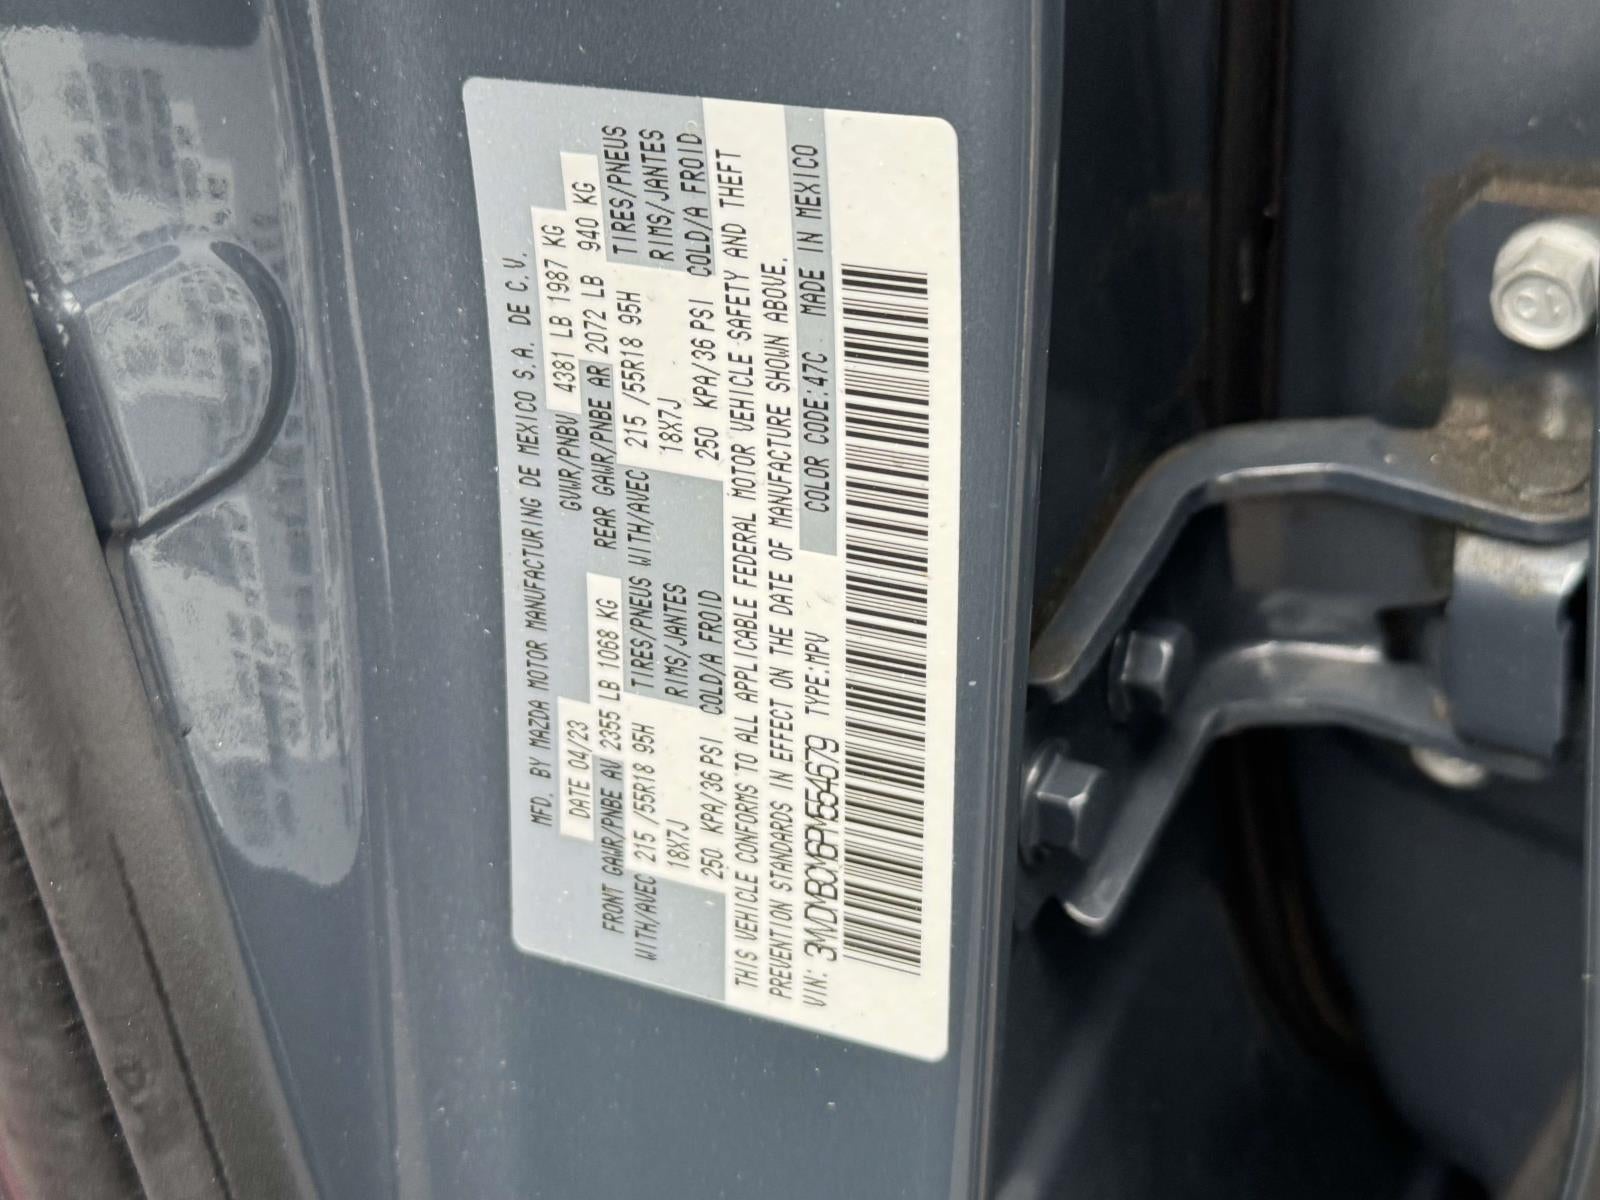 MFD. BY MAZDA MOTOR MANUFACTURING DE MEXICO S.A. DE C.V.
DATE 04/23 GVWR/PNBV 4381 LB 1987 KG
FRONT GAWR/PNBE AV 2355 LB 1068 KG REAR GAWR/PNBE AR 2072 LB 940 KG
WITH/AVEC 215 /55R18 95H TIRES/PNEUS WITH/AVEC 215 /55R18 95H TIRES/PNEUS
18X7J RIMS/JANTES 18X7J RIMS/JANTES
250 KPA/36 PSI COLD/A FROID 250 KPA/36 PSI COLD/A FROID
THIS VEHICLE CONFORMS TO ALL APPLICABLE FEDERAL MOTOR VEHICLE SAFETY AND THEFT
PREVENTION STANDARDS IN EFFECT ON THE DATE OF MANUFACTURE SHOWN ABOVE.
VIN: 3MVDMBCM6PM554679 TYPE:MPV COLOR CODE:47C MADE IN MEXICO